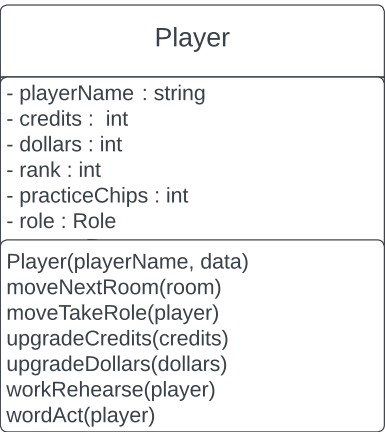 Player
- playerName : string
- credits : int
- dollars : int
- rank : int
- practiceChips : int
- role : Role
Player(playerName, data)
moveNextRoom(room)
moveTakeRole(player)
upgradeCredits(credits)
upgradeDollars(dollars)
workRehearse(player)
wordAct(player)